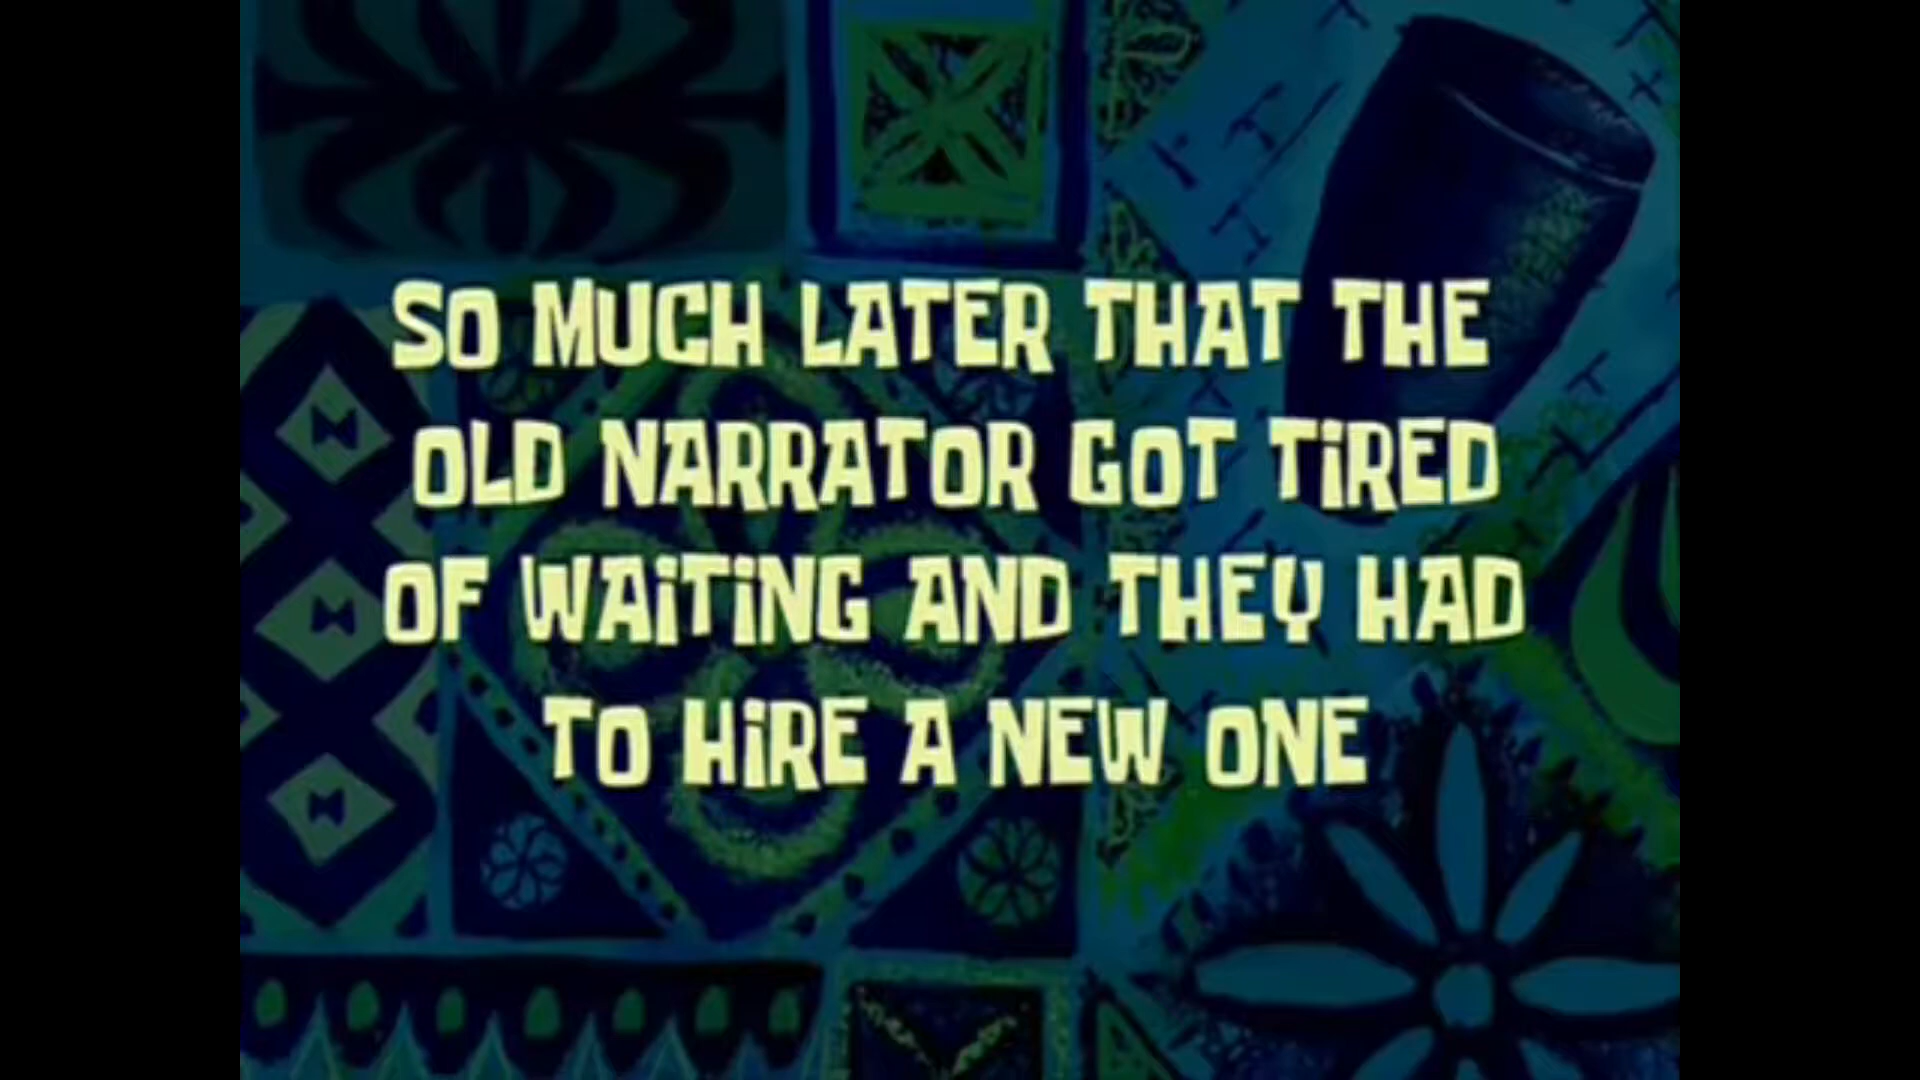 SO MUCH LATER THAT THE
OLD NARRATOR GOT TiRED
OF WAiTiNG AND THEY HAD
TO HiRE A NEW ONE